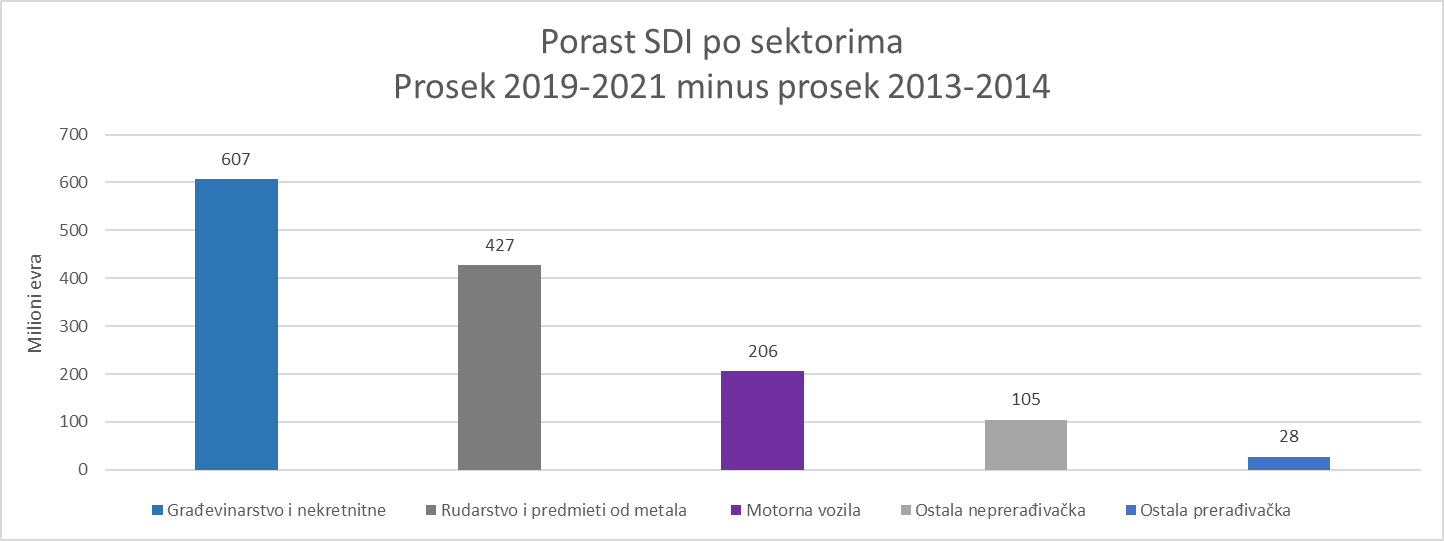 Porast SDI po sektorima
Prosek 2019-2021 minus prosek 2013-2014
Milioni evra
700
600
500
400
300
200
100
0
607
427
206
105
28
Građevinarstvo i nekretnitne
Rudarstvo i predmieti od metala
Motorna vozila
Ostala neprerađivačka
Ostala prerađivačka